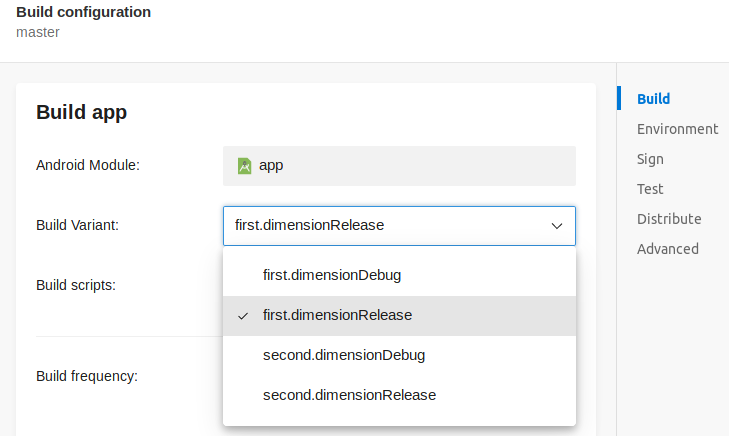 Build configuration
master
Build app
Android Module:
app
Build Variant:
first.dimensionRelease
first.dimensionDebug
first.dimensionRelease
second.dimensionDebug
second.dimensionRelease
Build scripts:
Build frequency:
Build
Environment
Sign
Test
Distribute
Advanced